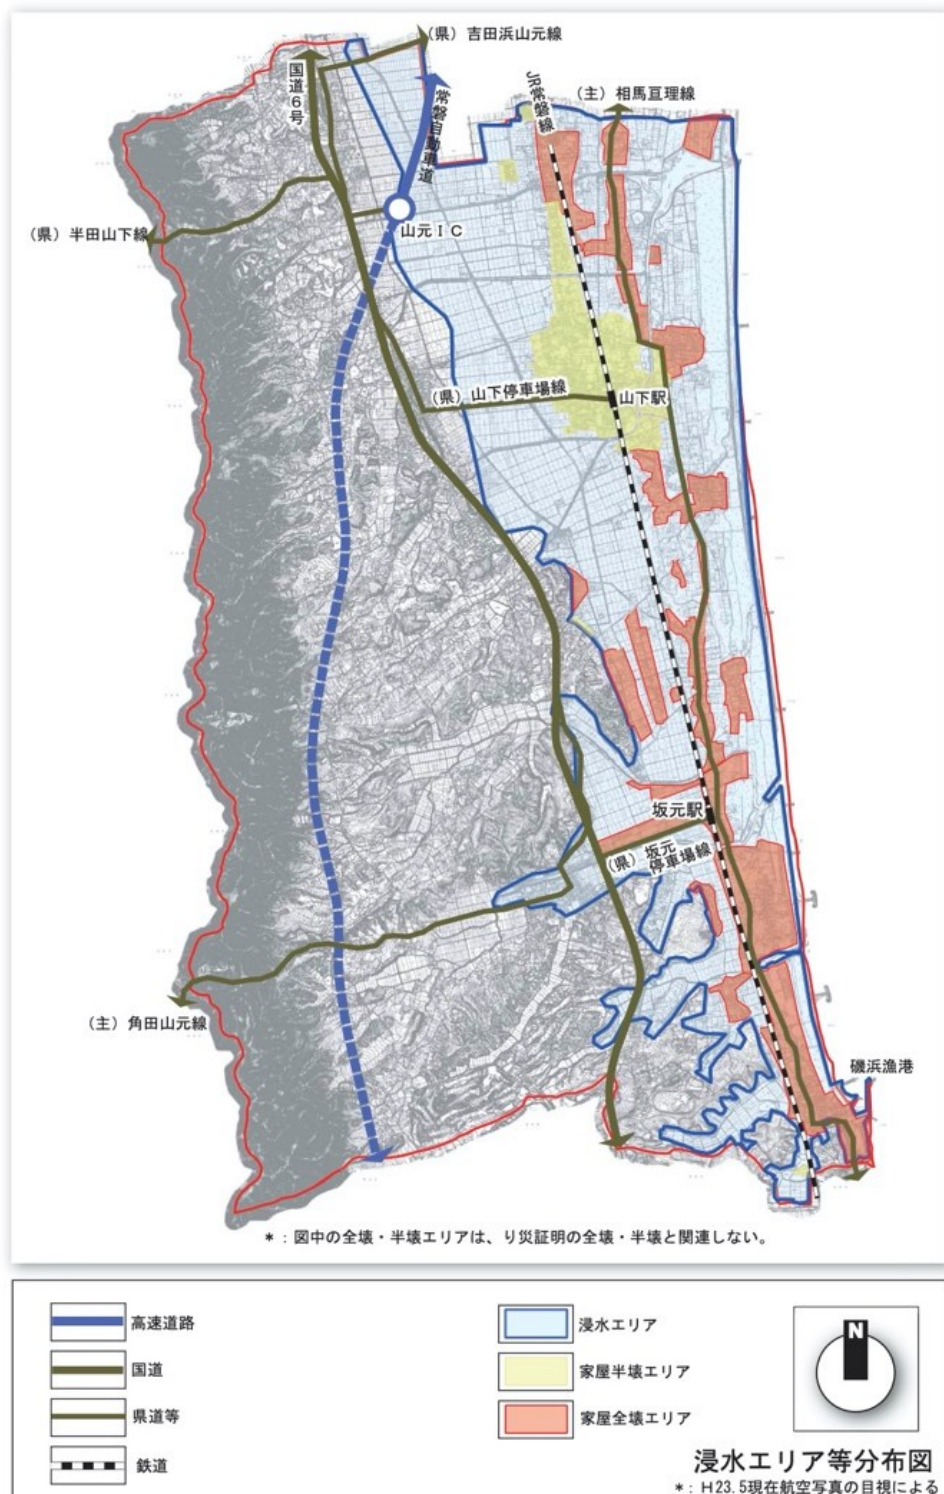 (県) 吉田浜山元線
国道6号
常磐自動車道
JR常磐線
(主) 相馬亘理線
(県) 半田山下線
山元IC
(県) 山下停車場線
山下駅
坂元駅
(県) 坂元
停車場線
(主) 角田山元線
磯浜漁港
*:図中の全壊・半壊エリアは、り災証明の全壊・半壊と関連しない。
高速道路
国道
県道等
鉄道
浸水エリア
家屋半壊エリア
家屋全壊エリア
N
浸水エリア等分布図
*:H23.5現在航空写真の目視による